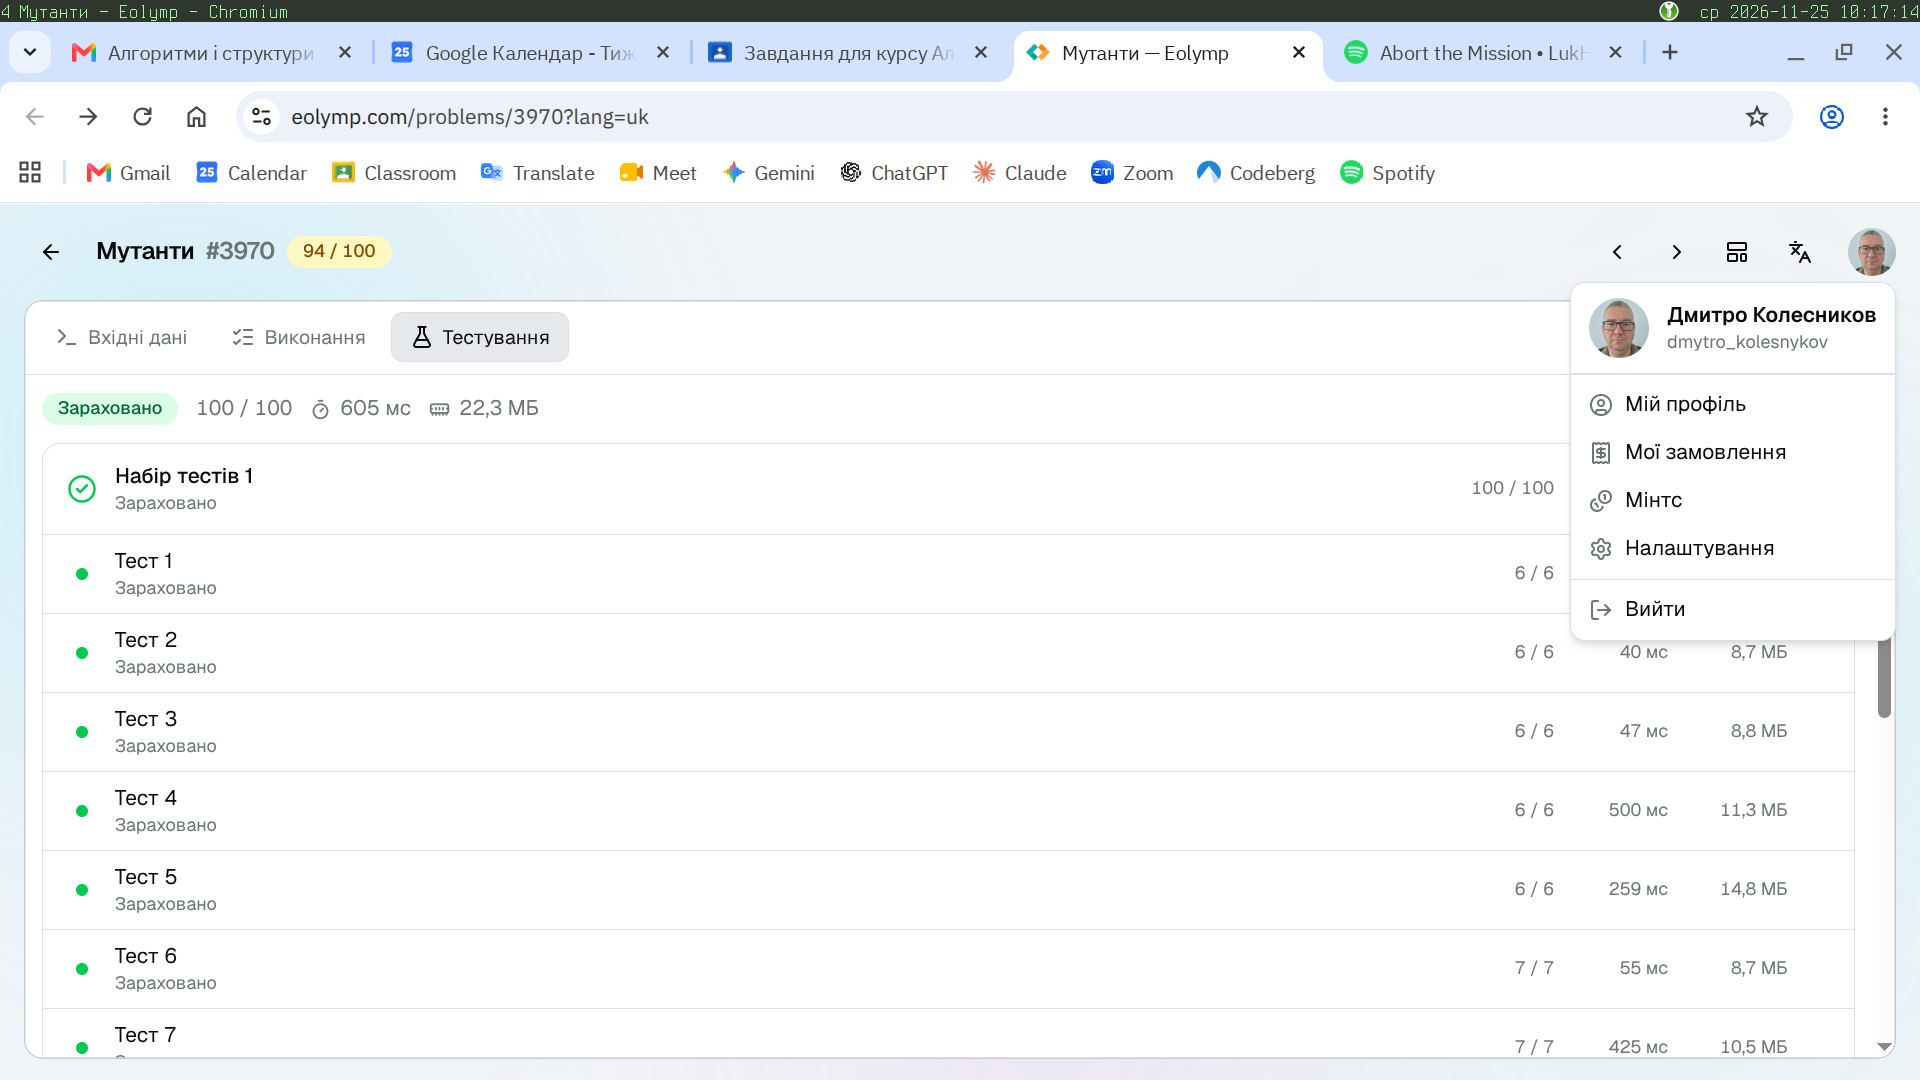 4 Мутанти - Eolymp - Chromium
ср 2026-11-25 10:17:14
Алгоритми і структури
Google Календар - Тиж
Завдання для курсу Ал
Мутанти — Eolymp
Abort the Mission • Luk
eolymp.com/problems/3970?lang=uk
Gmail
Calendar
Classroom
Translate
Meet
Gemini
ChatGPT
Claude
Zoom
Codeberg
Spotify
Мутанти #3970 94 / 100
Дмитро Колесников
dmytro_kolesnykov
Мій профіль
Мої замовлення
Мінтс
Налаштування
Вийти
Вхідні дані
Виконання
Тестування
Зараховано 100 / 100 605 мс 22,3 МБ
Набір тестів 1
Зараховано
100 / 100
Тест 1
Зараховано
6 / 6
Тест 2
Зараховано
6 / 6 40 мс 8,7 МБ
Тест 3
Зараховано
6 / 6 47 мс 8,8 МБ
Тест 4
Зараховано
6 / 6 500 мс 11,3 МБ
Тест 5
Зараховано
6 / 6 259 мс 14,8 МБ
Тест 6
Зараховано
7 / 7 55 мс 8,7 МБ
Тест 7
7 / 7 425 мс 10,5 МБ